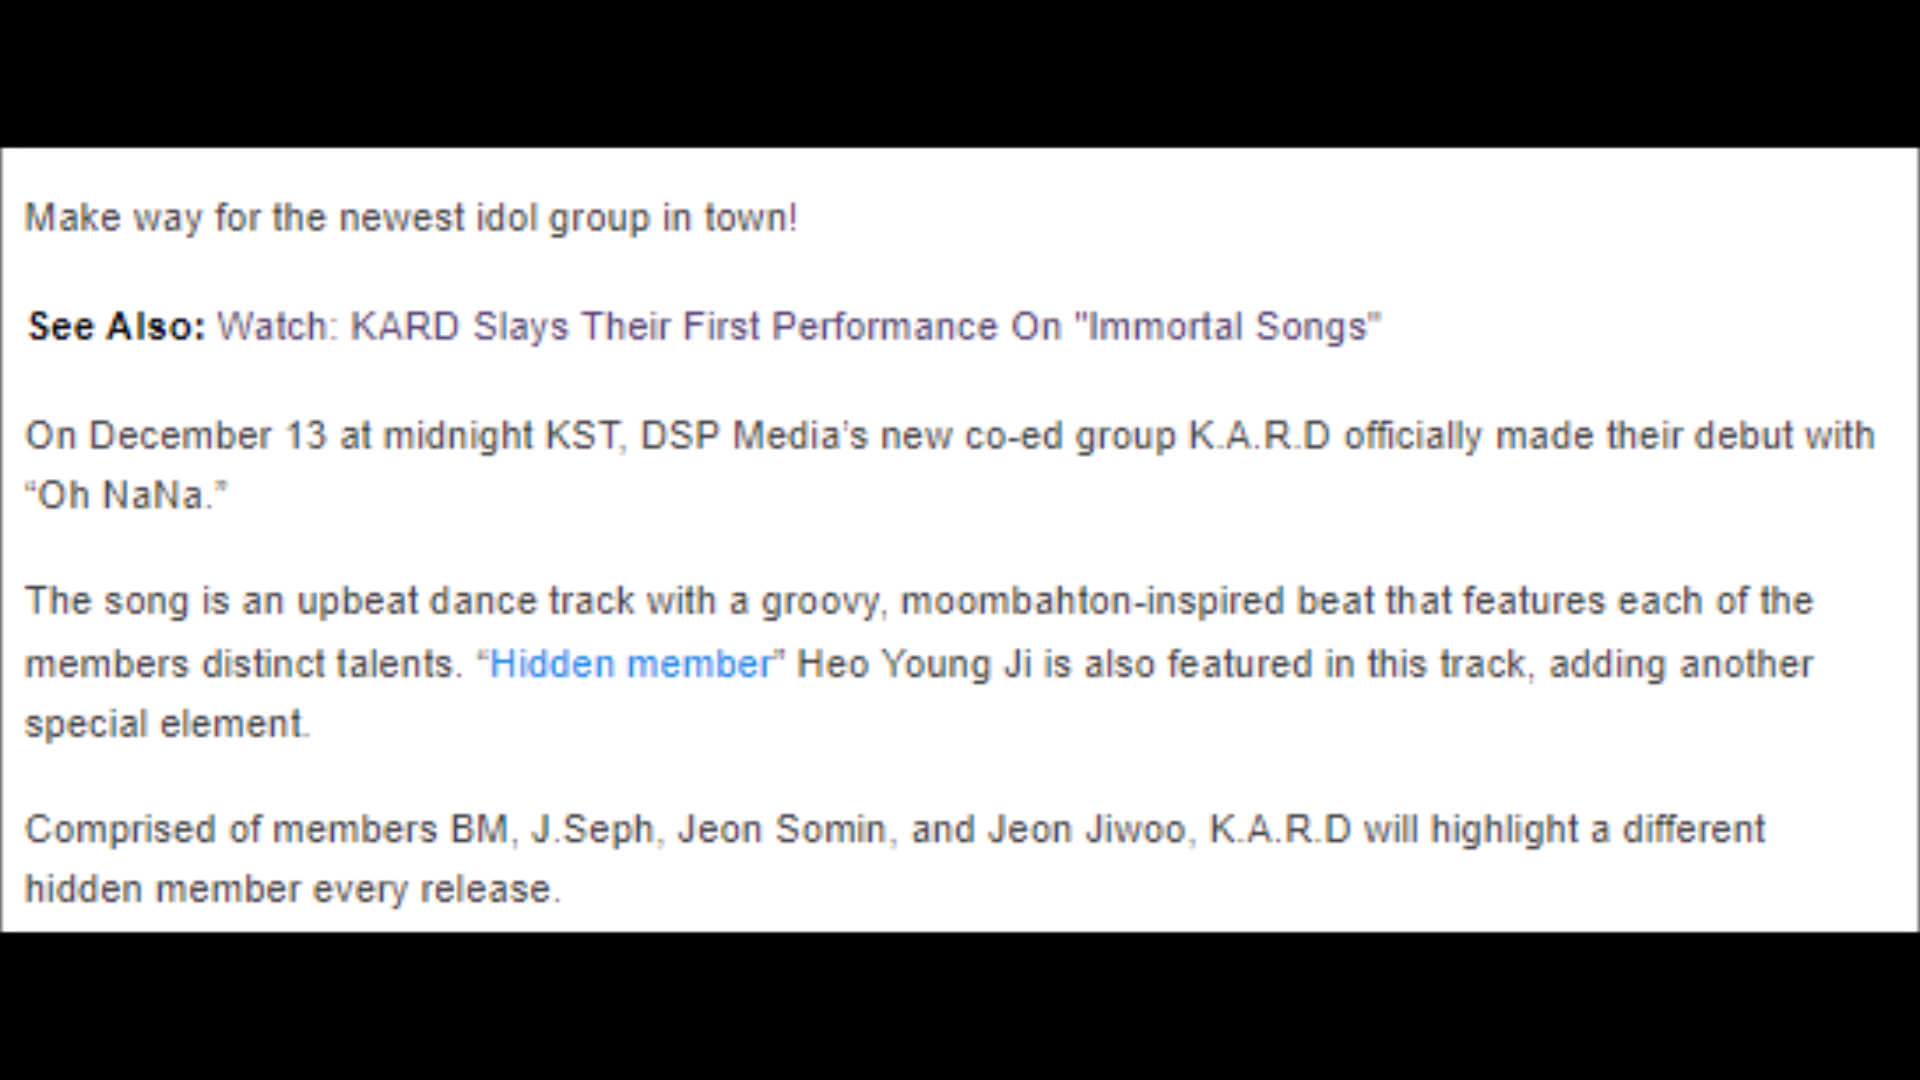 Make way for the newest idol group in town!
See Also: Watch: KARD Slays Their First Performance On "Immortal Songs"
On December 13 at midnight KST, DSP Media’s new co-ed group K.A.R.D officially made their debut with
“Oh NaNa.”
The song is an upbeat dance track with a groovy, moombahton-inspired beat that features each of the
members distinct talents. “Hidden member” Heo Young Ji is also featured in this track, adding another
special element.
Comprised of members BM, J.Seph, Jeon Somin, and Jeon Jiwoo, K.A.R.D will highlight a different
hidden member every release.